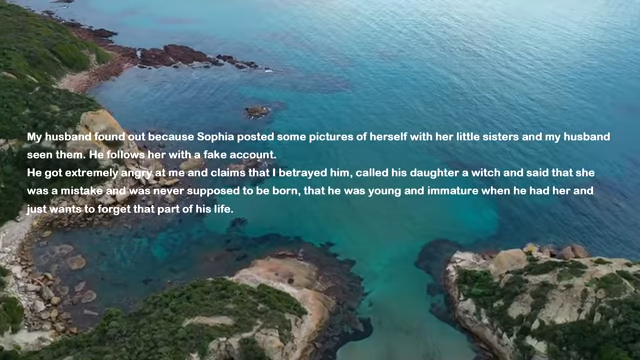 My husband found out because Sophia posted some pictures of herself with her little sisters and my husband
seen them. He follows her with a fake account.
He got extremely angry at me and claims that I betrayed him, called his daughter a witch and said that she
was a mistake and was never supposed to be born, that he was young and immature when he had her and
just wants to forget that part of his life.